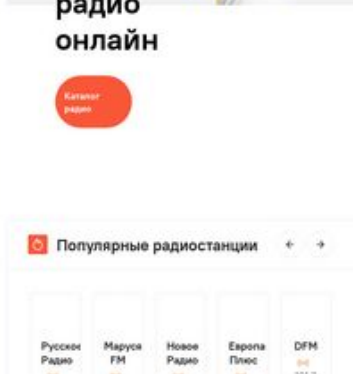 радио
онлайн
Каталог
радио
Популярные радиостанции
Русское Маруся Новое Европа DFM
Радио FM Радио Плюс